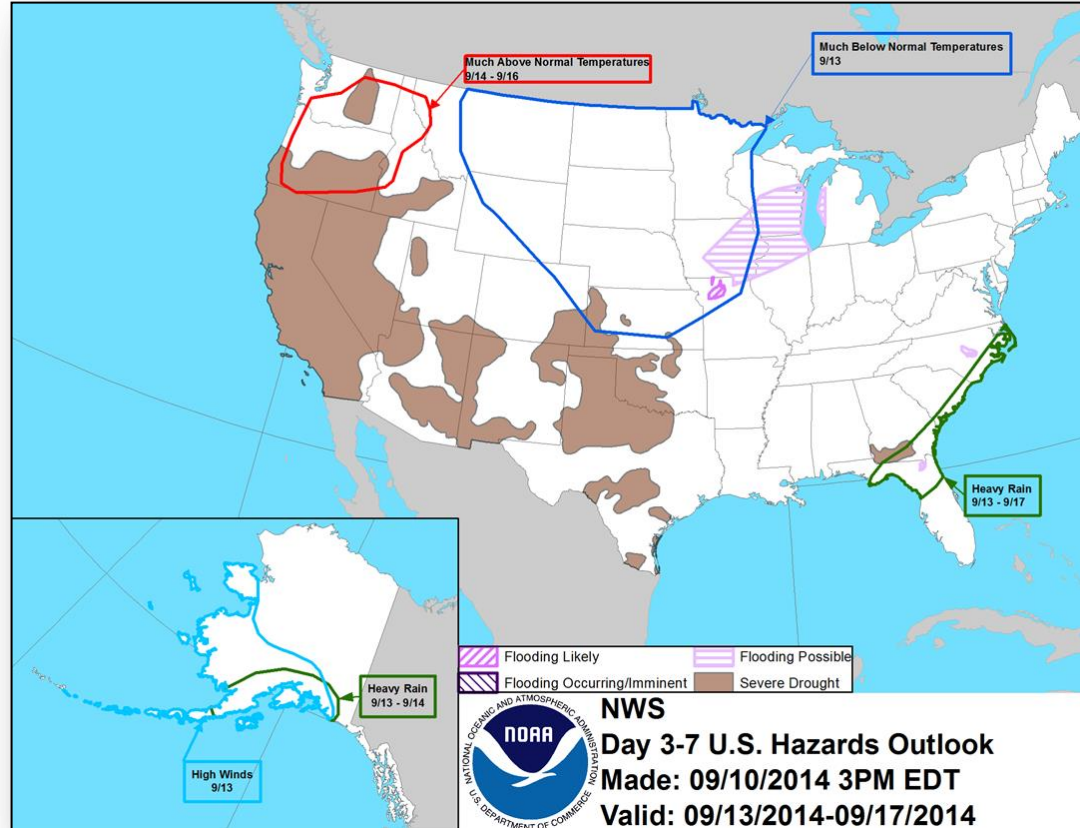 Much Above Normal Temperatures
9/14 - 9/16
Much Below Normal Temperatures
9/13
Heavy Rain
9/13 - 9/17
Heavy Rain
9/13 - 9/14
High Winds
9/13
Flooding Likely
Flooding Possible
Flooding Occurring/Imminent
Severe Drought
NATIONAL OCEANIC AND ATMOSPHERIC ADMINISTRATION
NOAA
U.S. DEPARTMENT OF COMMERCE
NWS
Day 3-7 U.S. Hazards Outlook
Made: 09/10/2014 3PM EDT
Valid: 09/13/2014-09/17/2014